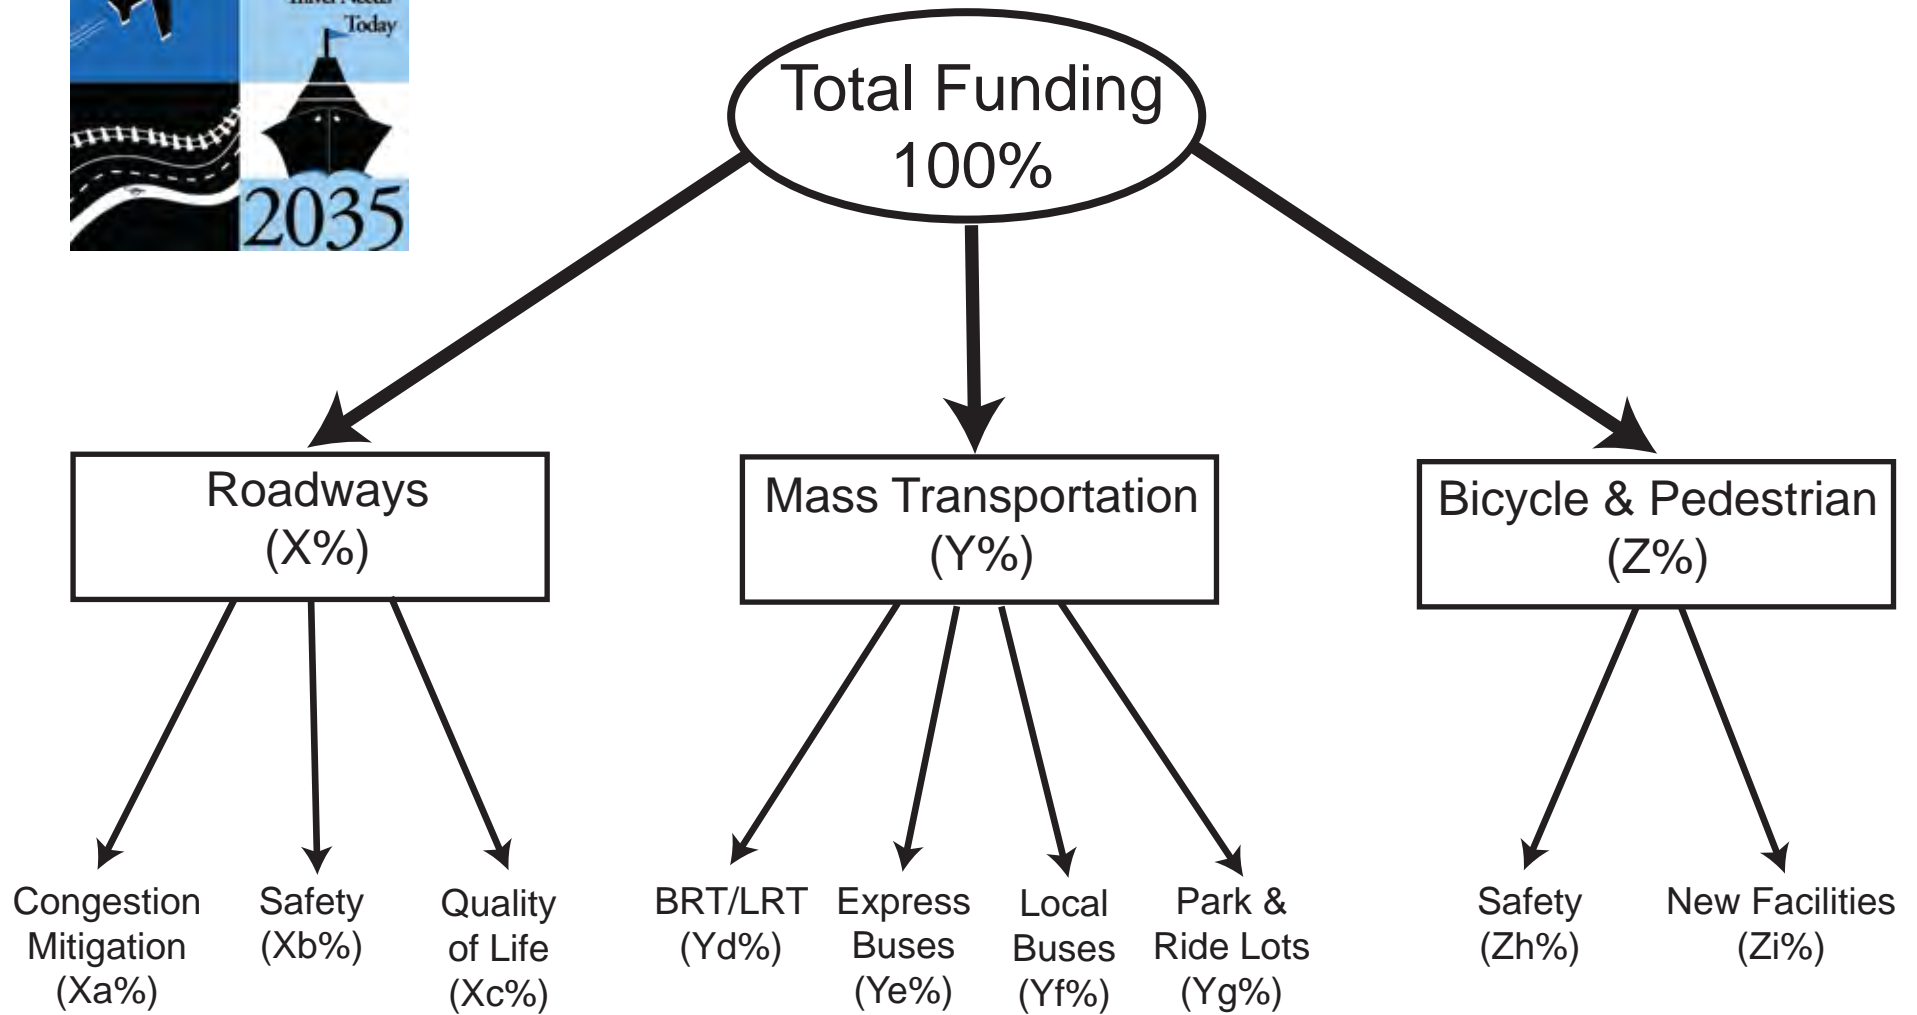 Today
2035
Total Funding
100%
Roadways
(X%)
Mass Transportation
(Y%)
Bicycle & Pedestrian
(Z%)
Congestion
Mitigation
(Xa%)
Safety
(Xb%)
Quality
of Life
(Xc%)
BRT/LRT
(Yd%)
Express
Buses
(Ye%)
Local
Buses
(Yf%)
Park &
Ride Lots
(Yg%)
Safety
(Zh%)
New Facilities
(Zi%)